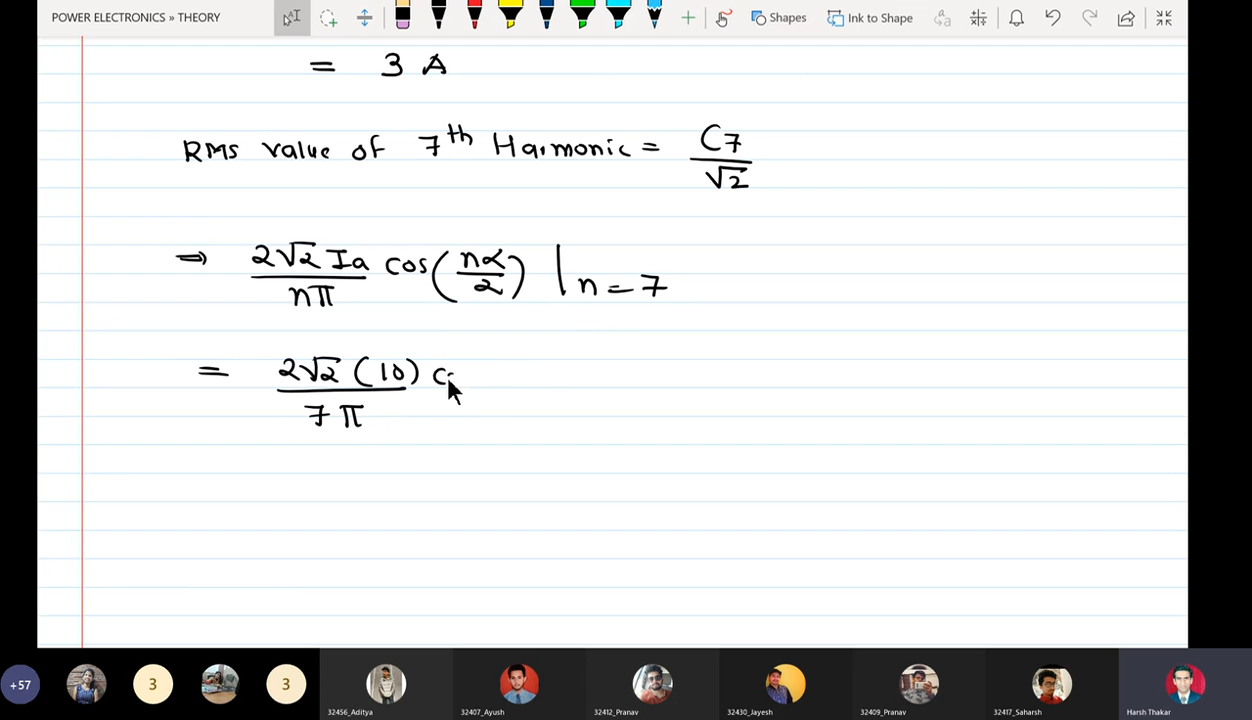 POWER ELECTRONICS » THEORY
Shapes
Ink to Shape
= 3 A
RMS value of 7th Harmonic = C7/√2
⇒ 2√2 Ia/nπ cos(nα/2) | n = 7
= 2√2 (10)/7π c
+57
3
3
32456_Aditya
32407_Ayush
32412_Pranav
32430_Jayesh
32409_Pranav
32417_Saharsh
Harsh Thakar